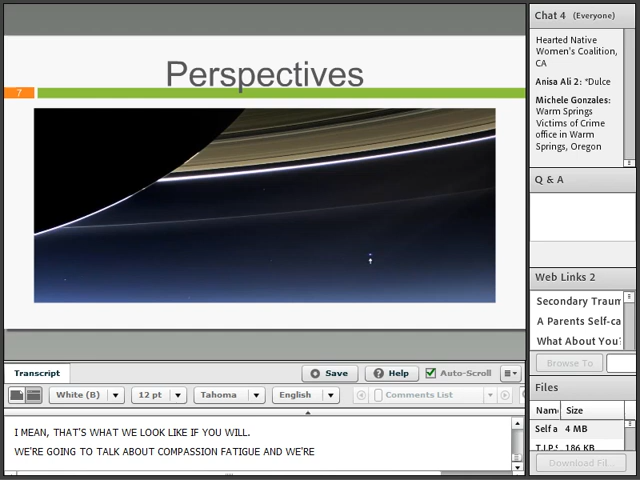 Perspectives
7
Chat 4 (Everyone)
Hearted Native
Women's Coalition,
CA
Anisa Ali 2: *Dulce
Michele Gonzales:
Warm Springs
Victims of Crime
office in Warm
Springs, Oregon
Q & A
Web Links 2
Secondary Traum
A Parents Self-ca
What About You?
Browse To
Files
Name Size
Self a 4 MB
186 KB
Download Fil...
Transcript
Save
Help
Auto-Scroll
White (B)
12 pt
Tahoma
English
Comments List
I MEAN, THAT'S WHAT WE LOOK LIKE IF YOU WILL.
WE'RE GOING TO TALK ABOUT COMPASSION FATIGUE AND WE'RE